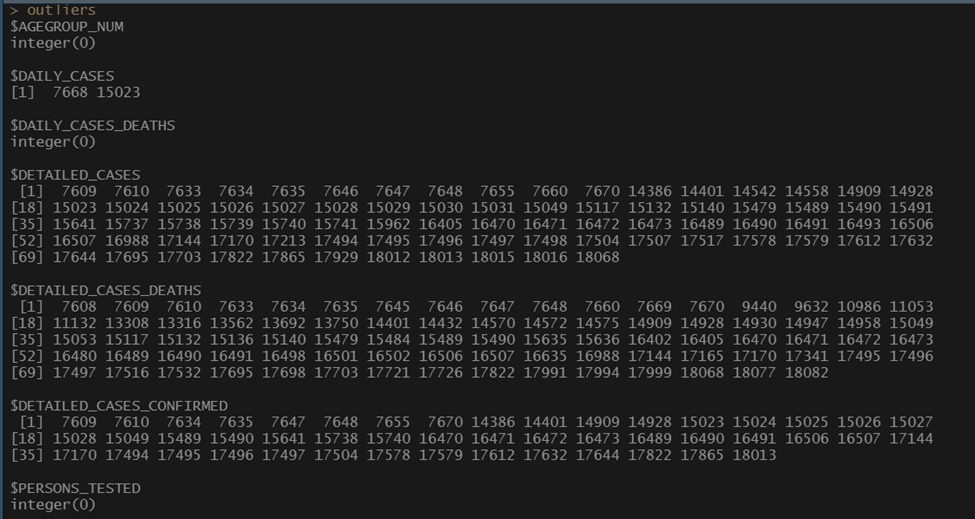 > outliers
$AGEGROUP_NUM
integer(0)
$DAILY_CASES
[1] 7668 15023
$DAILY_CASES_DEATHS
integer(0)
$DETAILED_CASES
[1] 7609 7610 7633 7634 7635 7646 7647 7648 7655 7660 7670 14386 14401 14542 14558 14909 14928
[18] 15023 15024 15025 15026 15027 15028 15029 15030 15031 15049 15117 15132 15140 15479 15489 15490 15491
[35] 15641 15737 15738 15739 15740 15741 15962 16405 16470 16471 16472 16473 16489 16490 16491 16493 16506
[52] 16507 16988 17144 17170 17213 17494 17495 17496 17497 17498 17504 17507 17517 17578 17579 17612 17632
[69] 17644 17695 17703 17822 17865 17929 18012 18013 18015 18016 18068
$DETAILED_CASES_DEATHS
[1] 7608 7609 7610 7633 7634 7635 7645 7646 7647 7648 7660 7669 7670 9440 9632 10986 11053
[18] 11132 13308 13316 13562 13692 13750 14401 14432 14570 14572 14575 14909 14928 14930 14947 14958 15049
[35] 15053 15117 15132 15136 15140 15479 15484 15489 15490 15635 15636 16402 16405 16470 16471 16472 16473
[52] 16480 16489 16490 16491 16498 16501 16502 16506 16507 16635 16988 17144 17165 17170 17341 17495 17496
[69] 17497 17516 17532 17695 17698 17703 17721 17726 17822 17991 17994 17999 18068 18077 18082
$DETAILED_CASES_CONFIRMED
[1] 7609 7610 7634 7635 7647 7648 7655 7670 14386 14401 14909 14928 15023 15024 15025 15026 15027
[18] 15028 15049 15489 15490 15641 15738 15740 16470 16471 16472 16473 16489 16490 16491 16506 16507 17144
[35] 17170 17494 17495 17496 17497 17504 17578 17579 17612 17632 17644 17822 17865 18013
$PERSONS_TESTED
integer(0)